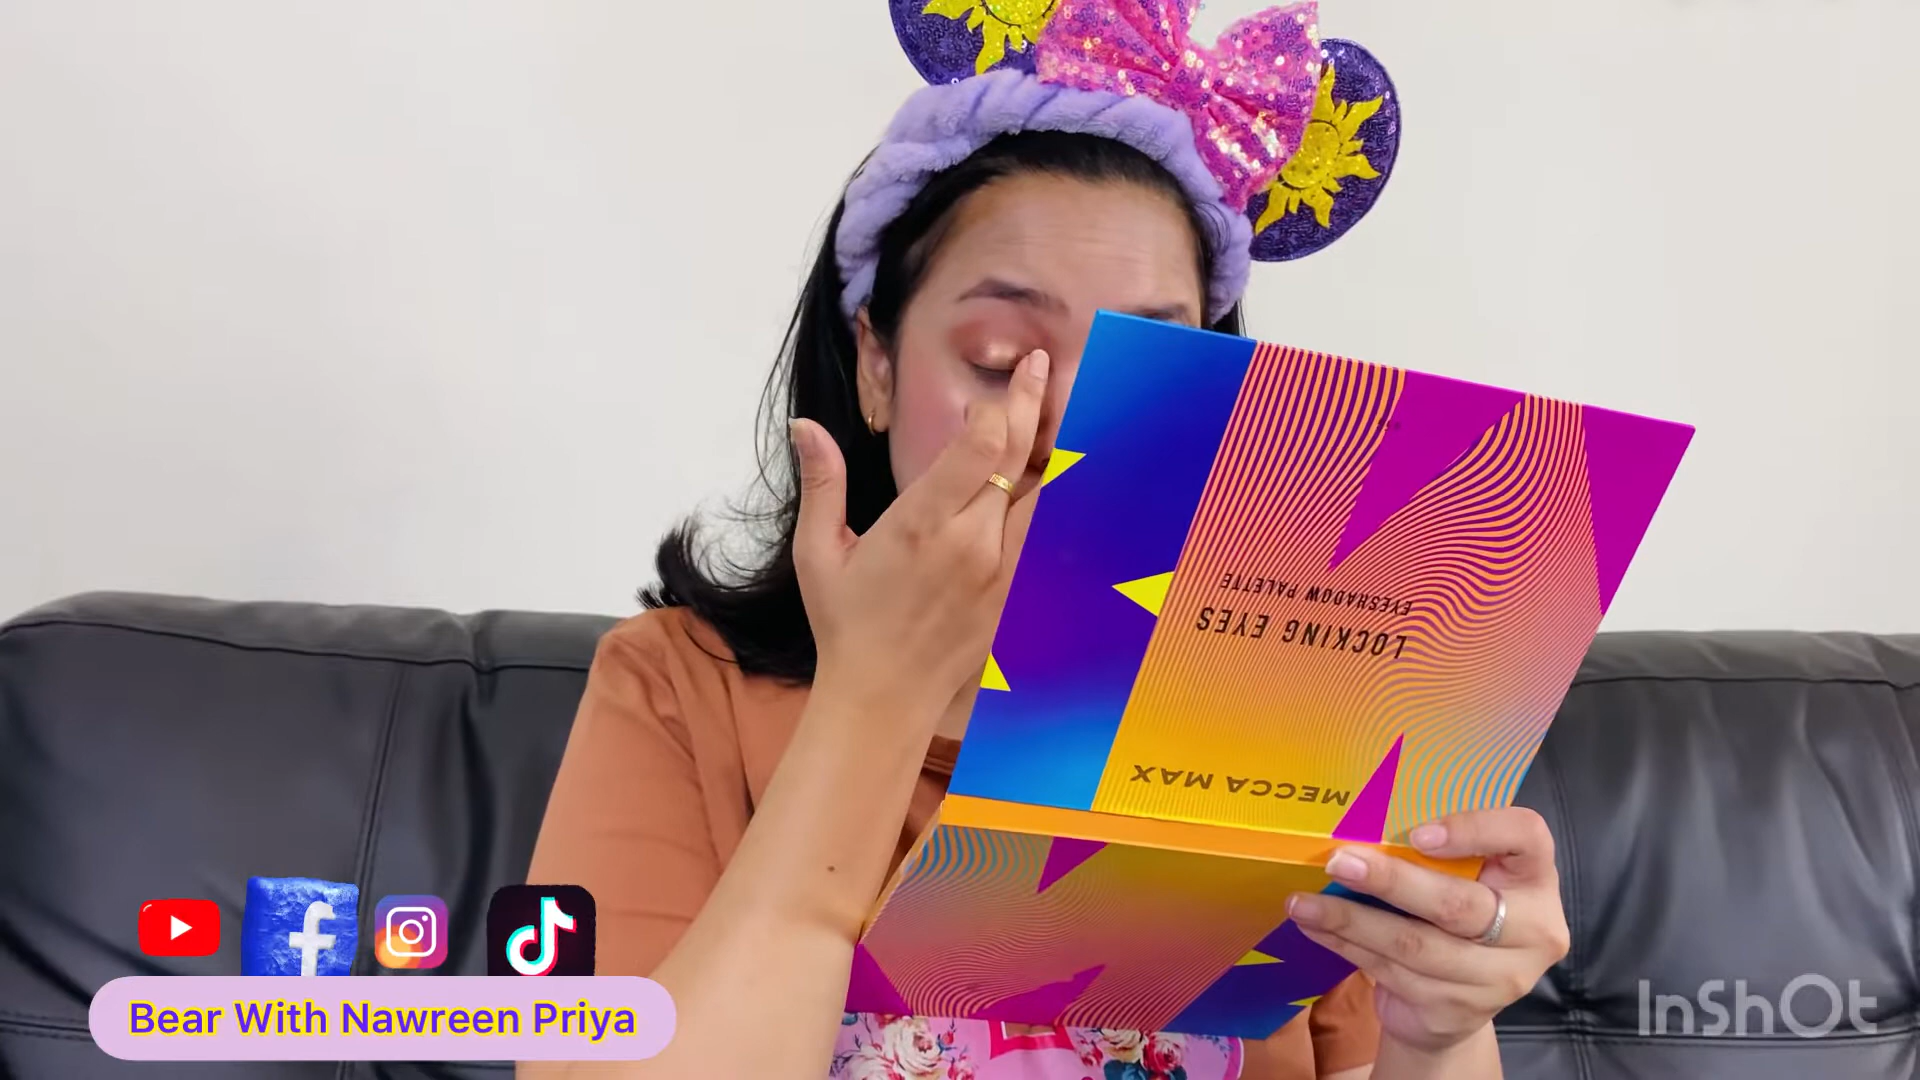 EYESHADOW PALETTE
LOCKING EYES
MECCA MAX
Bear With Nawreen Priya
InShOt